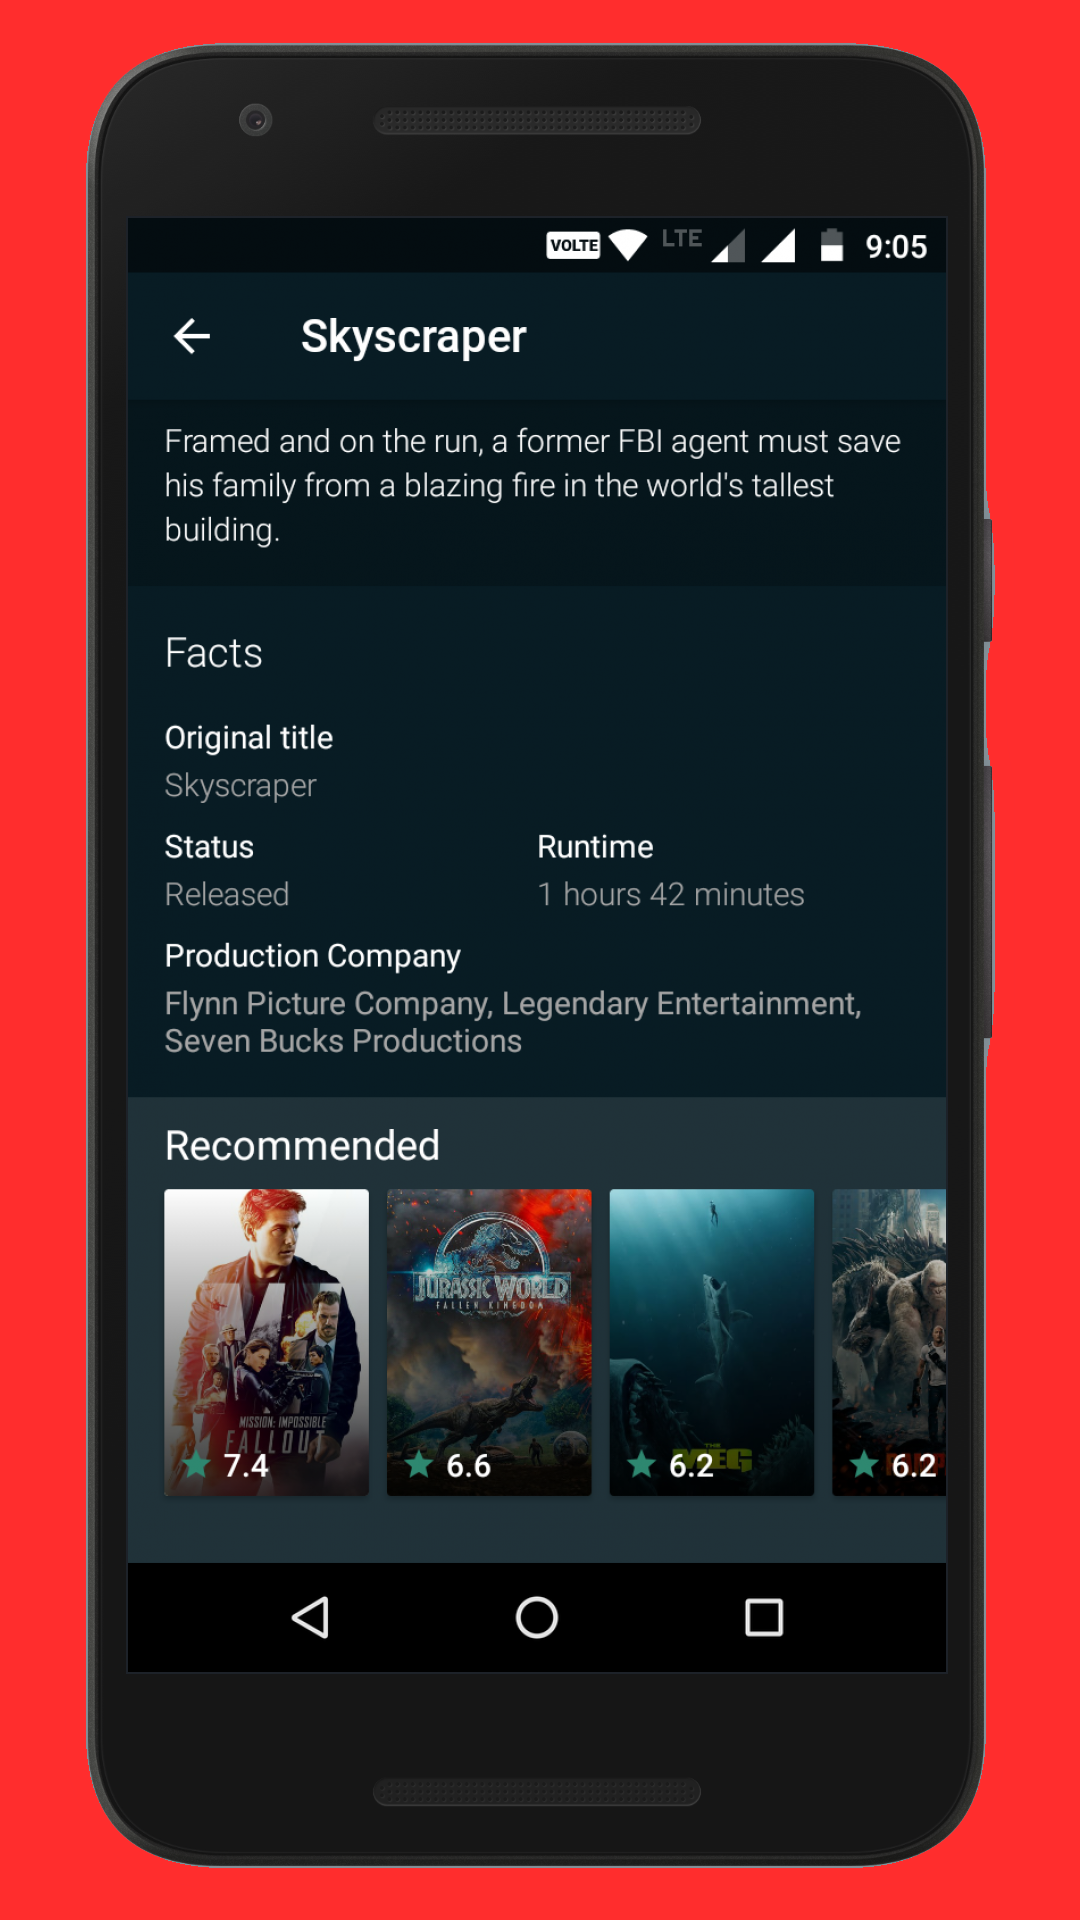 VOLTE LTE 9:05
Skyscraper
Framed and on the run, a former FBI agent must save
his family from a blazing fire in the world's tallest
building.
Facts
Original title
Skyscraper
Status
Runtime
Released
1 hours 42 minutes
Production Company
Flynn Picture Company, Legendary Entertainment,
Seven Bucks Productions
Recommended
MISSION: IMPOSSIBLE
FALLOUT
7.4
JURASSIC WORLD
FALLEN KINGDOM
6.6
THE
MEG
6.2
6.2